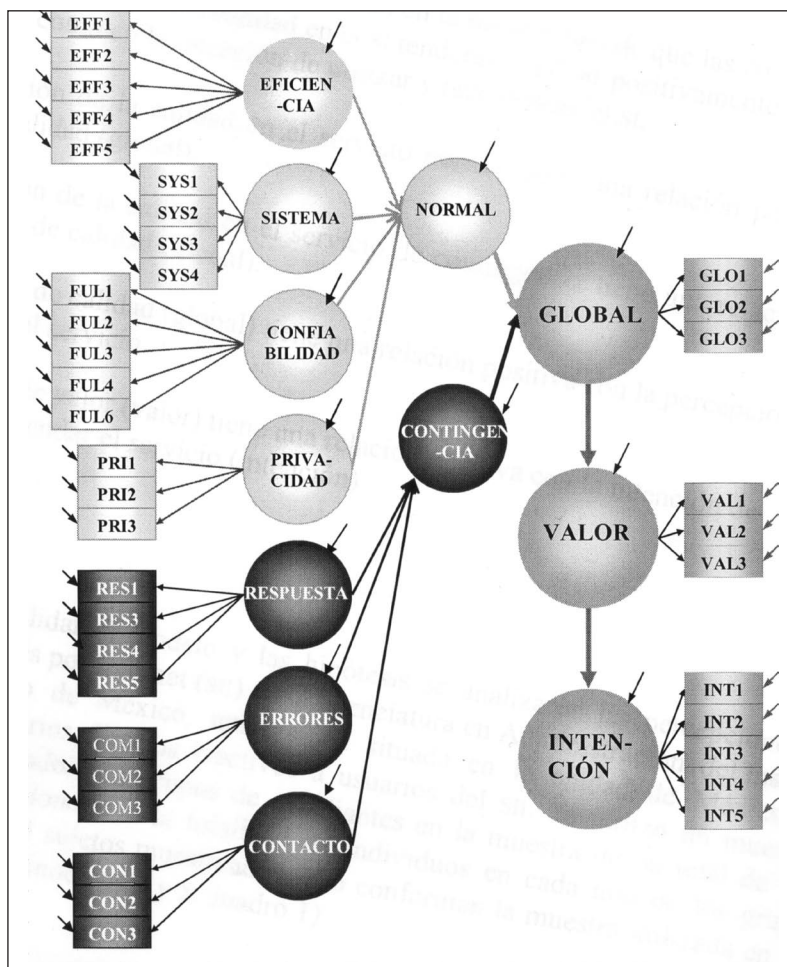 EFF1
EFF2
EFF3
EFF4
EFF5
EFICIEN
-CIA
SYS1
SYS2
SYS3
SYS4
SISTEMA
NORMAL
FUL1
FUL2
FUL3
FUL4
FUL6
CONFIA
BILIDAD
GLOBAL
GLO1
GLO2
GLO3
PRI1
PRI2
PRI3
PRIVA-
CIDAD
CONTINGEN
-CIA
VALOR
VAL1
VAL2
VAL3
RES1
RES3
RES4
RES5
RESPUESTA
COM1
COM2
COM3
ERRORES
INTEN-
CIÓN
INT1
INT2
INT3
INT4
INT5
CON1
CON2
CON3
CONTACTO